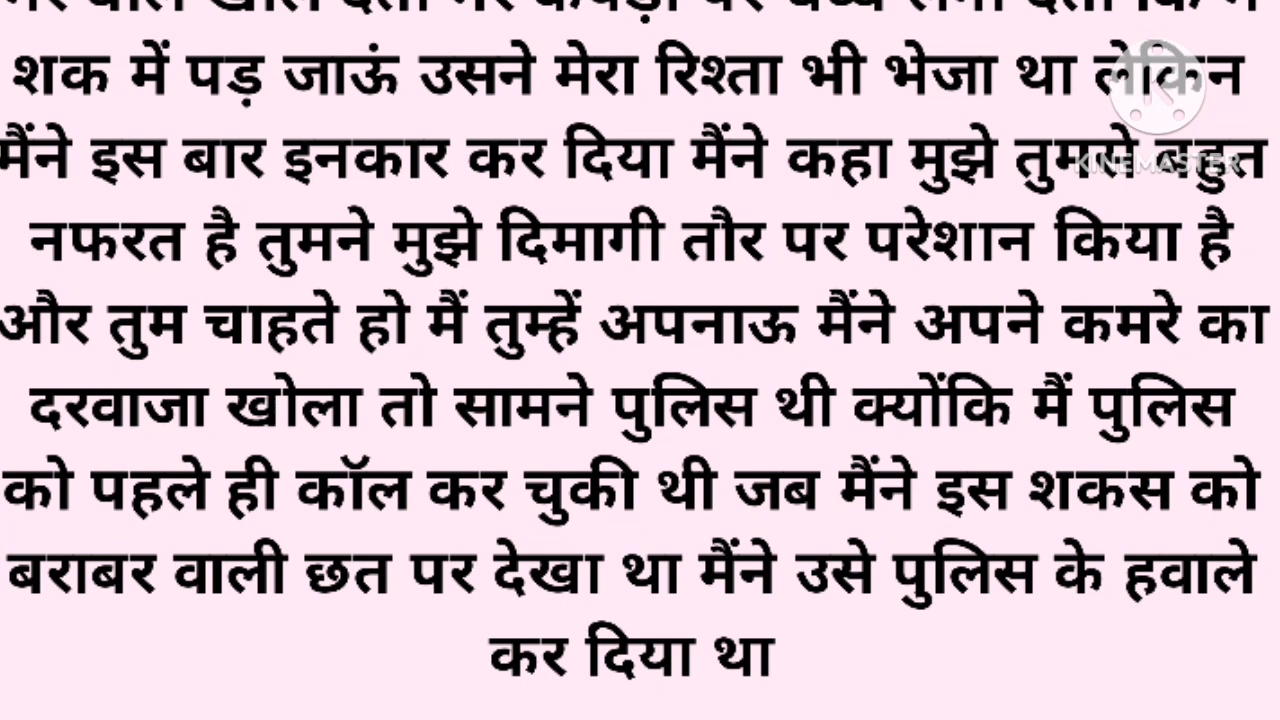 शक में पड़ जाऊं उसने मेरा रिश्ता भी भेजा था लेकिन
मैंने इस बार इनकार कर दिया मैंने कहा मुझे तुमसे बहुत
नफरत है तुमने मुझे दिमागी तौर पर परेशान किया है
और तुम चाहते हो मैं तुम्हें अपनाऊ मैंने अपने कमरे का
दरवाजा खोला तो सामने पुलिस थी क्योंकि मैं पुलिस
को पहले ही कॉल कर चुकी थी जब मैंने इस शकस को
बराबर वाली छत पर देखा था मैंने उसे पुलिस के हवाले
कर दिया था
KINEMASTER